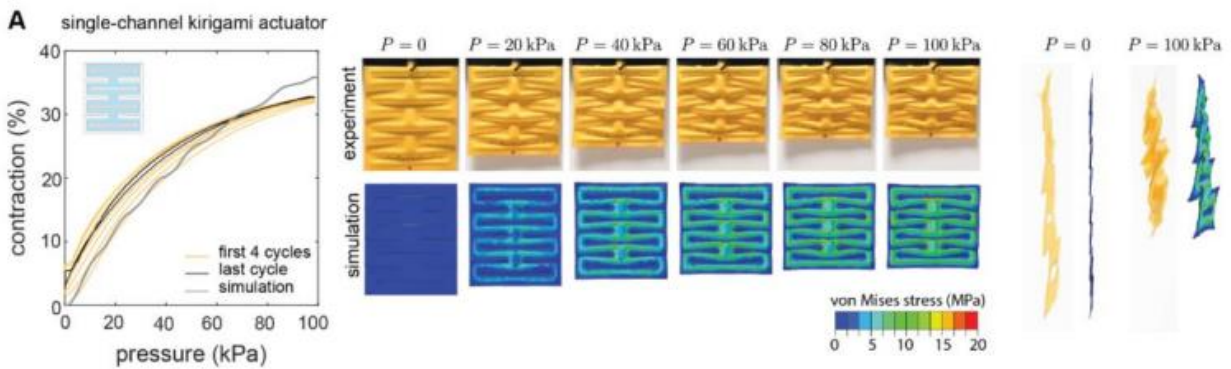 A
single-channel kirigami actuator
40
30
20
10
0
contraction (%)
0 20 40 60 80 100
pressure (kPa)
first 4 cycles
last cycle
simulation
P = 0 P = 20 kPa P = 40 kPa P = 60 kPa P = 80 kPa P = 100 kPa
experiment
simulation
von Mises stress (MPa)
0 5 10 15 20
P = 0 P = 100 kPa